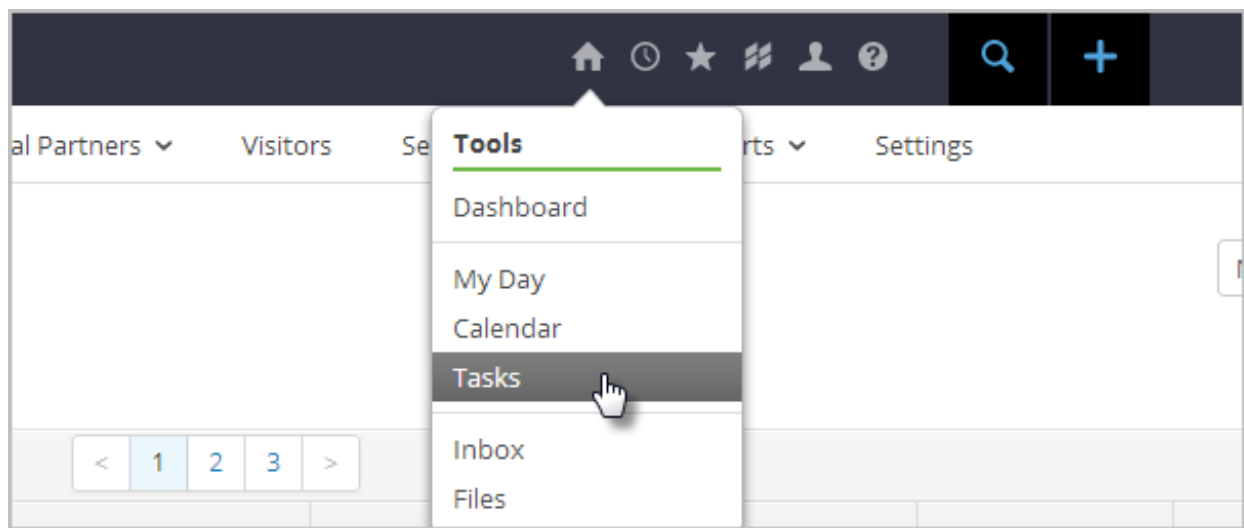 al Partners Visitors Se rts Settings
Tools
Dashboard
My Day
Calendar
Tasks
Inbox
Files
< 1 2 3 >